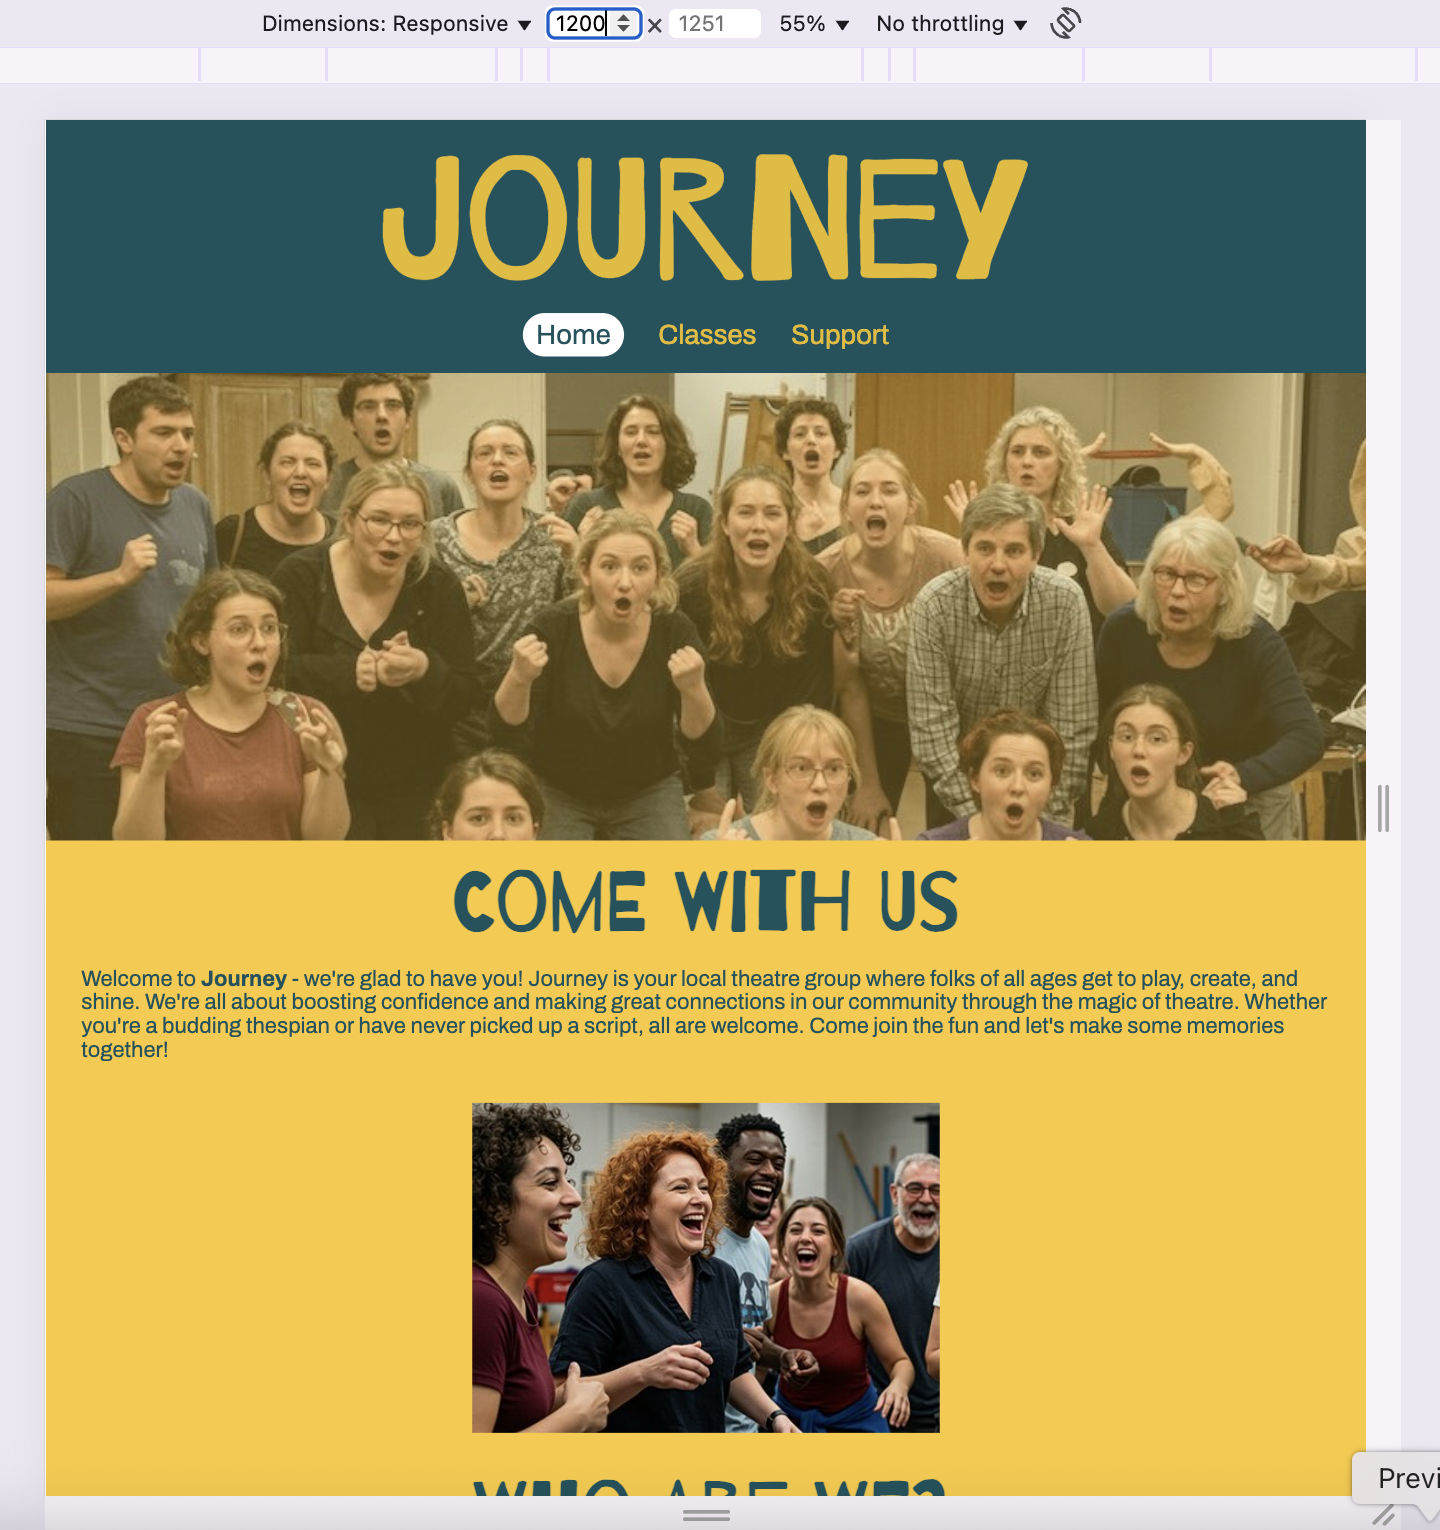 Dimensions: Responsive ▼ 1200 × 1251 55% ▼ No throttling ▼
JOURNEY
Home Classes Support
COME WITH US
Welcome to Journey - we're glad to have you! Journey is your local theatre group where folks of all ages get to play, create, and
shine. We're all about boosting confidence and making great connections in our community through the magic of theatre. Whether
you're a budding thespian or have never picked up a script, all are welcome. Come join the fun and let's make some memories
together!
WHO ARE WE?
Previ